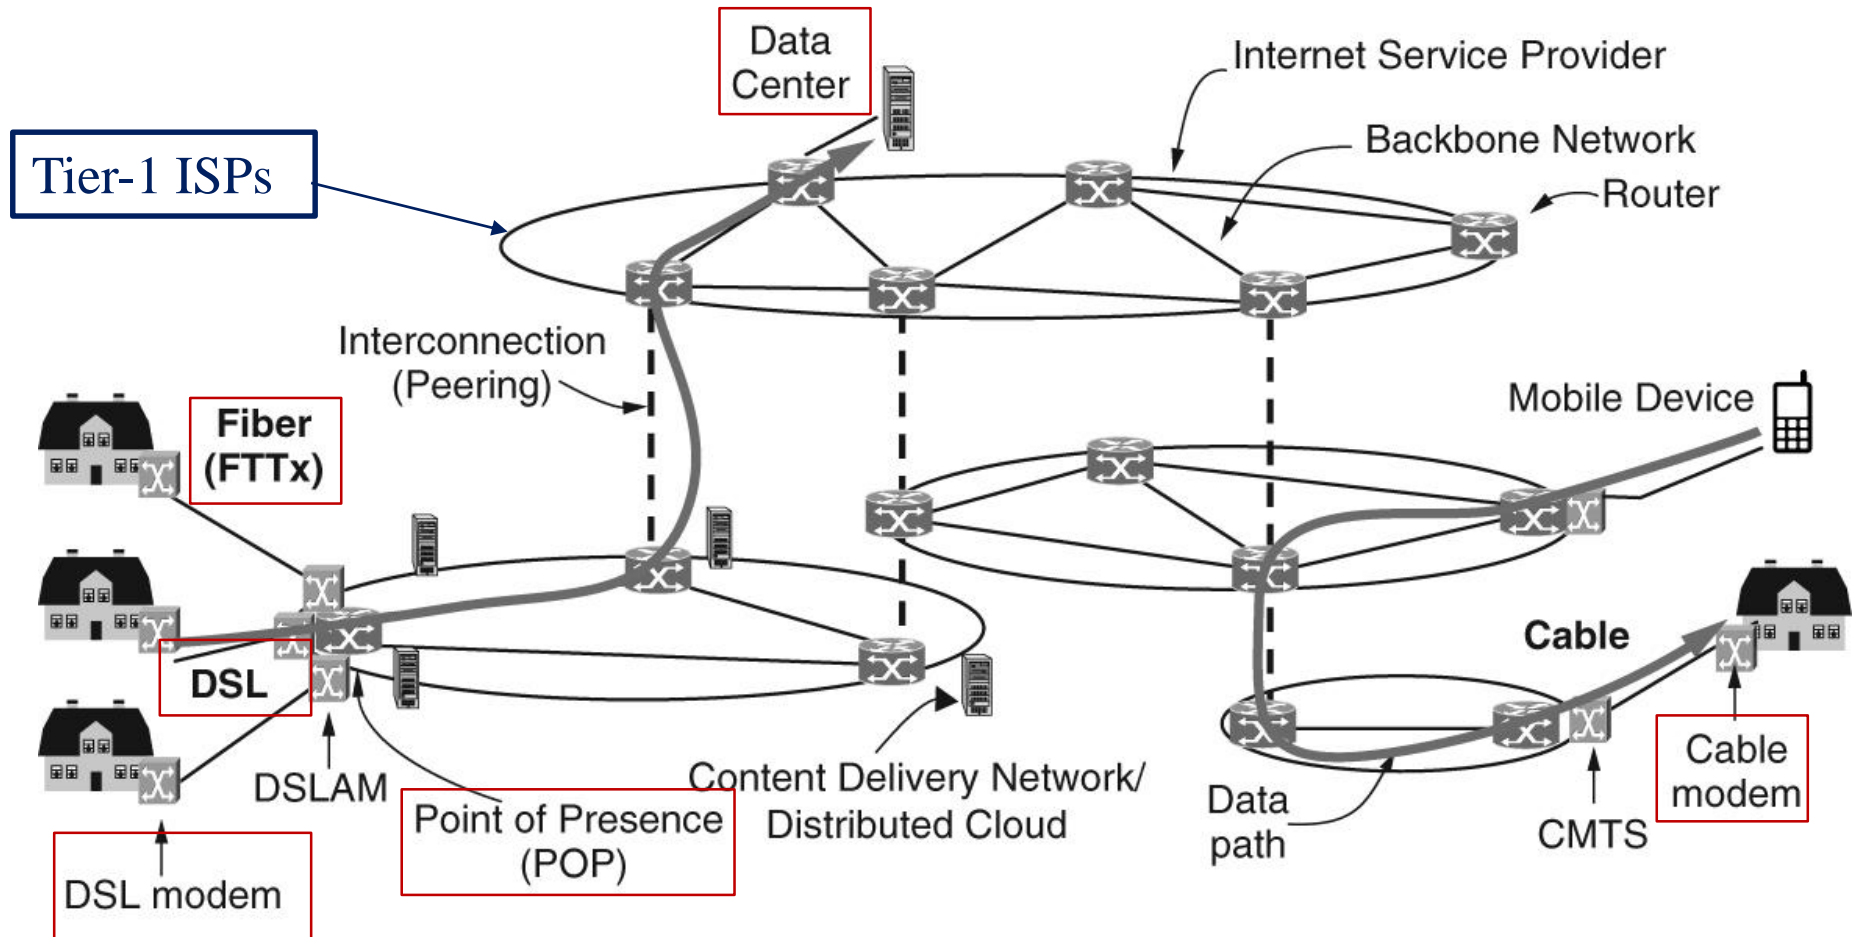 Data
Center
Internet Service Provider
Backbone Network
Router
Tier-1 ISPs
Interconnection
(Peering)
Mobile Device
Fiber
(FTTx)
DSL
Cable
DSLAM
Point of Presence
(POP)
DSL modem
Content Delivery Network/
Distributed Cloud
Data
path
CMTS
Cable
modem